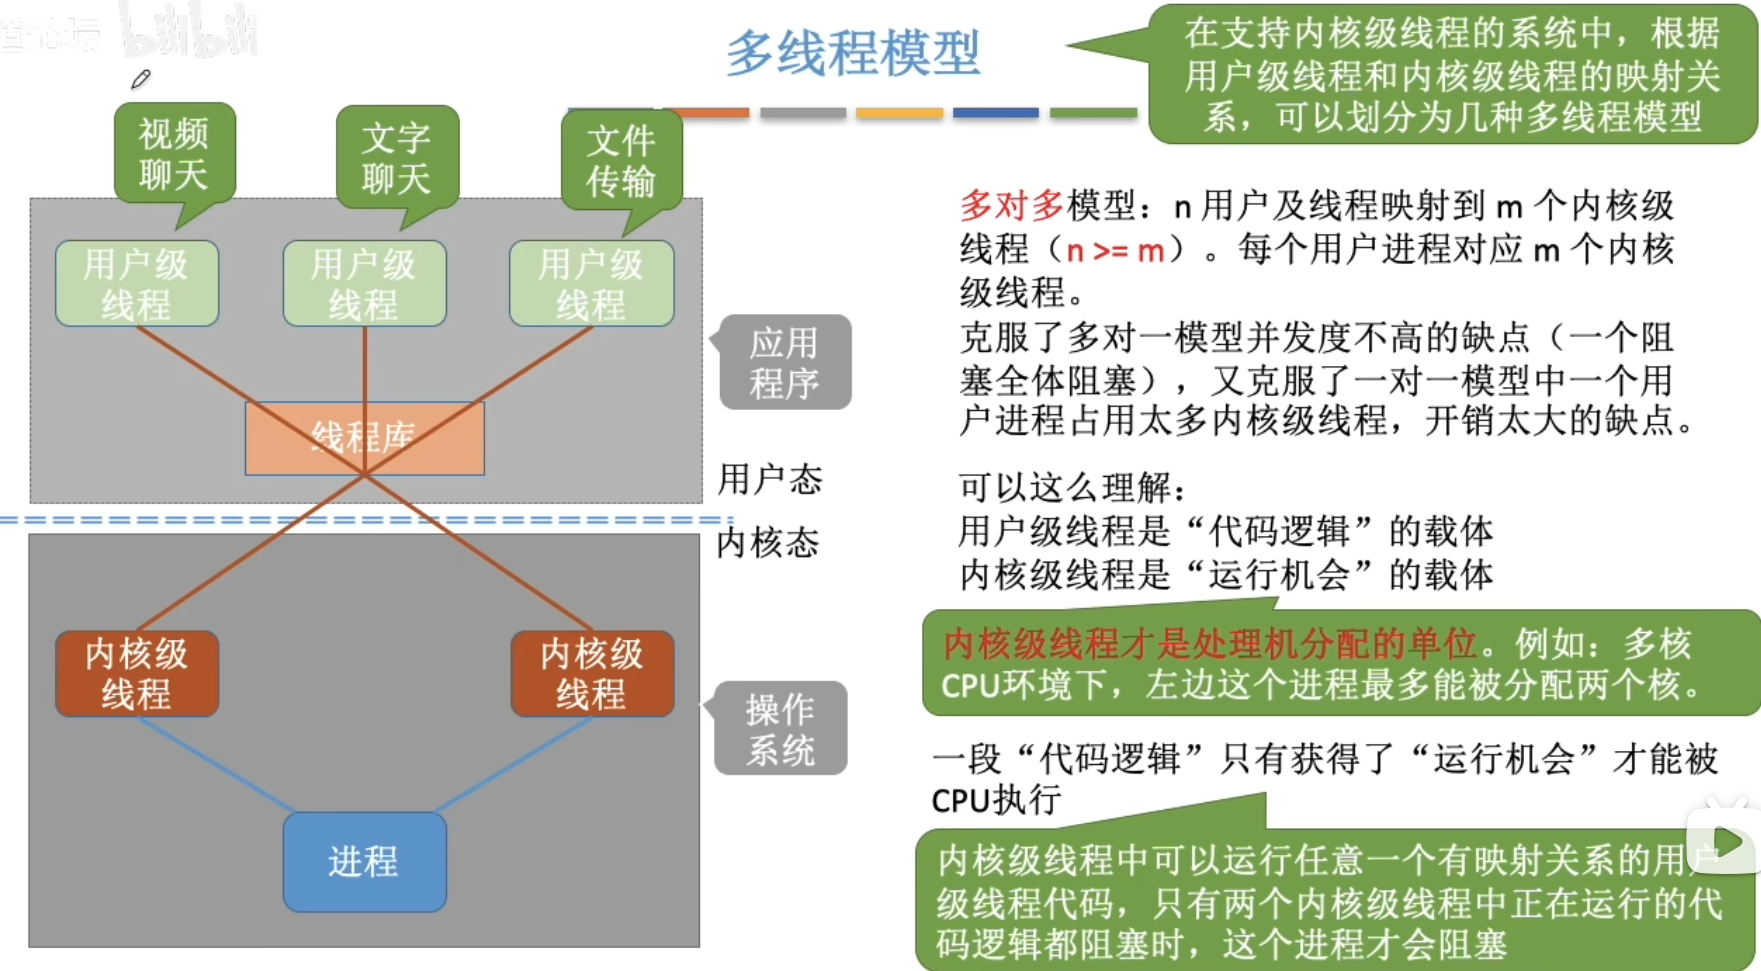 道论坛 bilibili
多线程模型
在支持内核级线程的系统中，根据
用户级线程和内核级线程的映射关
系，可以划分为几种多线程模型
视频
聊天
文字
聊天
文件
传输
用户级
线程
用户级
线程
用户级
线程
应用
程序
线程库
用户态
内核态
内核级
线程
内核级
线程
操作
系统
进程
多对多模型：n 用户及线程映射到 m 个内核级
线程（n >= m）。每个用户进程对应 m 个内核
级线程。
克服了多对一模型并发度不高的缺点（一个阻
塞全体阻塞），又克服了一对一模型中一个用
户进程占用太多内核级线程，开销太大的缺点。
可以这么理解：
用户级线程是“代码逻辑”的载体
内核级线程是“运行机会”的载体
内核级线程才是处理机分配的单位。例如：多核
CPU环境下，左边这个进程最多能被分配两个核。
一段“代码逻辑”只有获得了“运行机会”才能被
CPU执行
内核级线程中可以运行任意一个有映射关系的用户
级线程代码，只有两个内核级线程中正在运行的代
码逻辑都阻塞时，这个进程才会阻塞